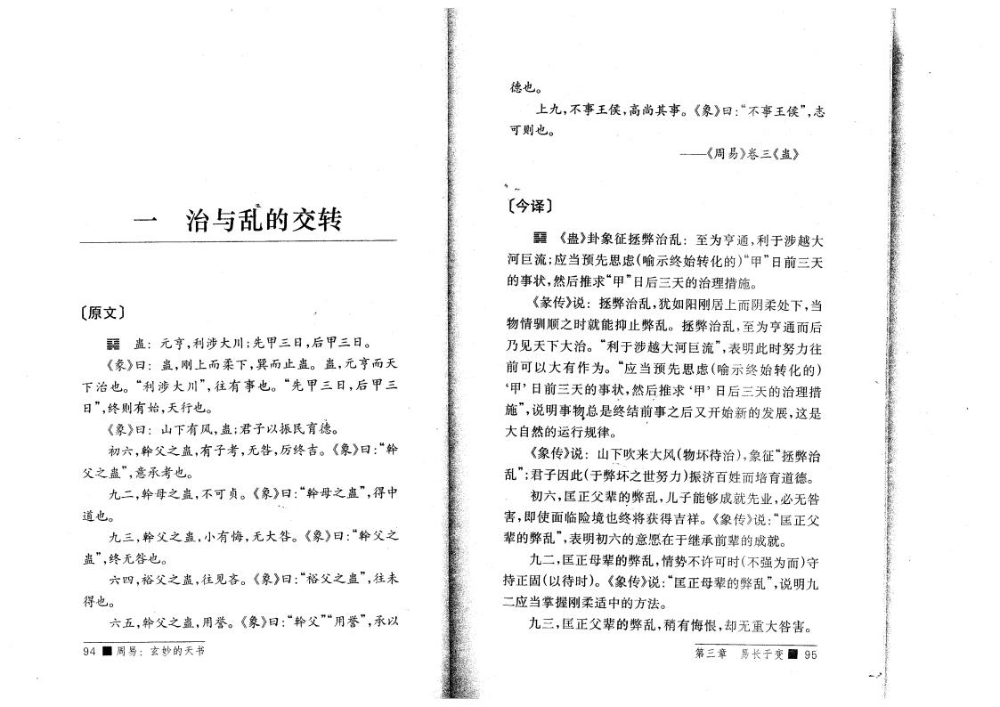 一 治与乱的交转
〔原文〕
䷑ 蛊：元亨，利涉大川；先甲三日，后甲三日。
《彖》曰：蛊，刚上而柔下，巽而止蛊。蛊，元亨而天
下治也。“利涉大川”，往有事也。“先甲三日，后甲三
日”，终则有始，天行也。
《象》曰：山下有风，蛊；君子以振民育德。
初六，幹父之蛊，有子考，无咎，厉终吉。《象》曰：“幹
父之蛊”，意承考也。
九二，幹母之蛊，不可贞。《象》曰：“幹母之蛊”，得中
道也。
九三，幹父之蛊，小有悔，无大咎。《象》曰：“幹父之
蛊”，终无咎也。
六四，裕父之蛊，往见吝。《象》曰：“裕父之蛊”，往未
得也。
六五，幹父之蛊，用誉。《象》曰：“幹父”“用誉”，承以
94 ■ 周易：玄妙的天书
德也。
上九，不事王侯，高尚其事。《象》曰：“不事王侯”，志
可则也。
——《周易》卷三《蛊》
〔今译〕
䷑ 《蛊》卦象征拯弊治乱：至为亨通，利于涉越大
河巨流；应当预先思虑（喻示终始转化的）“甲”日前三天
的事状，然后推求“甲”日后三天的治理措施。
《彖传》说：拯弊治乱，犹如阳刚居上而阴柔处下，当
物情驯顺之时就能抑止弊乱。拯弊治乱，至为亨通而后
乃见天下大治。“利于涉越大河巨流”，表明此时努力往
前可以大有作为。“应当预先思虑（喻示终始转化的）
‘甲’日前三天的事状，然后推求‘甲’日后三天的治理措
施”，说明事物总是终结前事之后又开始新的发展，这是
大自然的运行规律。
《象传》说：山下吹来大风（物坏待治），象征“拯弊治
乱”；君子因此（于弊坏之世努力）振济百姓而培育道德。
初六，匡正父辈的弊乱，儿子能够成就先业，必无咎
害，即使面临险境也终将获得吉祥。《象传》说：“匡正父
辈的弊乱”，表明初六的意愿在于继承前辈的成就。
九二，匡正母辈的弊乱，情势不许可时（不强为而）守
持正固（以待时）。《象传》说：“匡正母辈的弊乱”，说明九
二应当掌握刚柔适中的方法。
九三，匡正父辈的弊乱，稍有悔恨，却无重大咎害。
第三章 易长于变 ■ 95